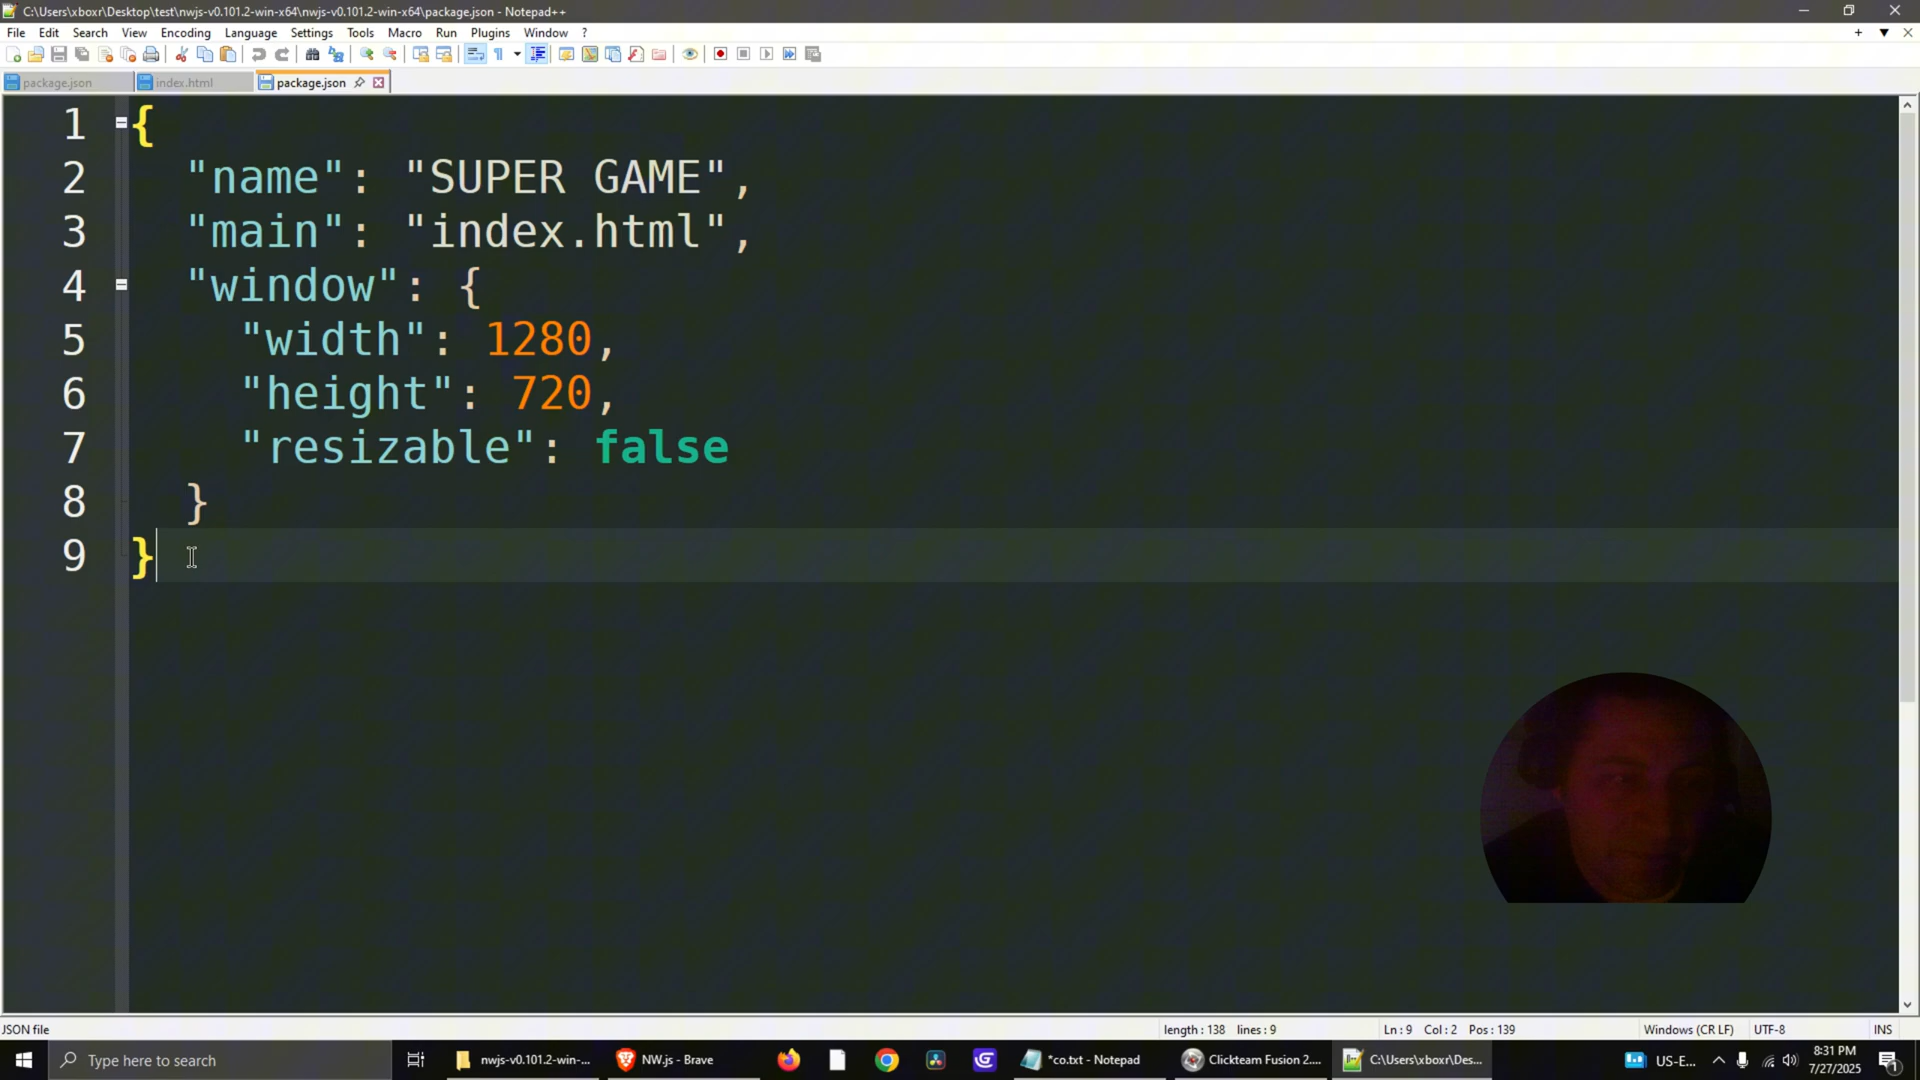 C:\Users\xboxr\Desktop\test\nwjs-v0.101.2-win-x64\nwjs-v0.101.2-win-x64\package.json - Notepad++
File Edit Search View Encoding Language Settings Tools Macro Run Plugins Window ?
package.json index.html package.json
1 {
2 "name": "SUPER GAME",
3 "main": "index.html",
4 "window": {
5 "width": 1280,
6 "height": 720,
7 "resizable": false
8 }
9 }
JSON file length : 138 lines : 9 Ln : 9 Col : 2 Pos : 139 Windows (CR LF) UTF-8 INS
Type here to search nwjs-v0.101.2-win-... NW.js - Brave *co.txt - Notepad Clickteam Fusion 2.... C:\Users\xboxr\Des... US-E... 8:31 PM
7/27/2025